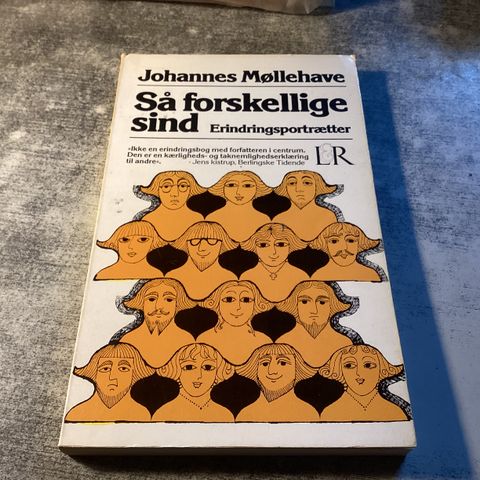 Johannes Møllehave
Så forskellige
sind Erindringsportrætter
»Ikke en erindringsbog med forfatteren i centrum.
Den er en kærligheds- og taknemlighedserklæring
til andre«. - Jens kistrup, Berlingske Tidende
L&R